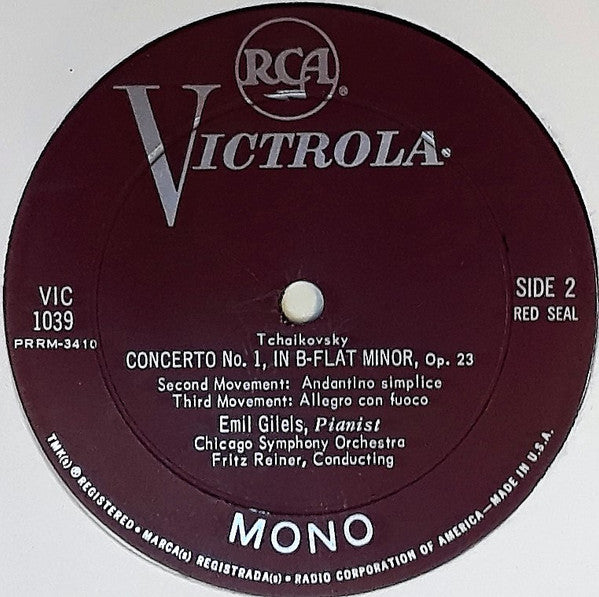 RCA®
VICTROLA®
VIC
1039
PRRM-3410
SIDE 2
RED SEAL
Tchaikovsky
CONCERTO No. 1, IN B-FLAT MINOR, Op. 23
Second Movement: Andantino simplice
Third Movement: Allegro con fuoco
Emil Gilels, Pianist
Chicago Symphony Orchestra
Fritz Reiner, Conducting
MONO
TMK(s) ® REGISTERED • MARCA(s) REGISTRADA(s) • RADIO CORPORATION OF AMERICA—MADE IN U.S.A.